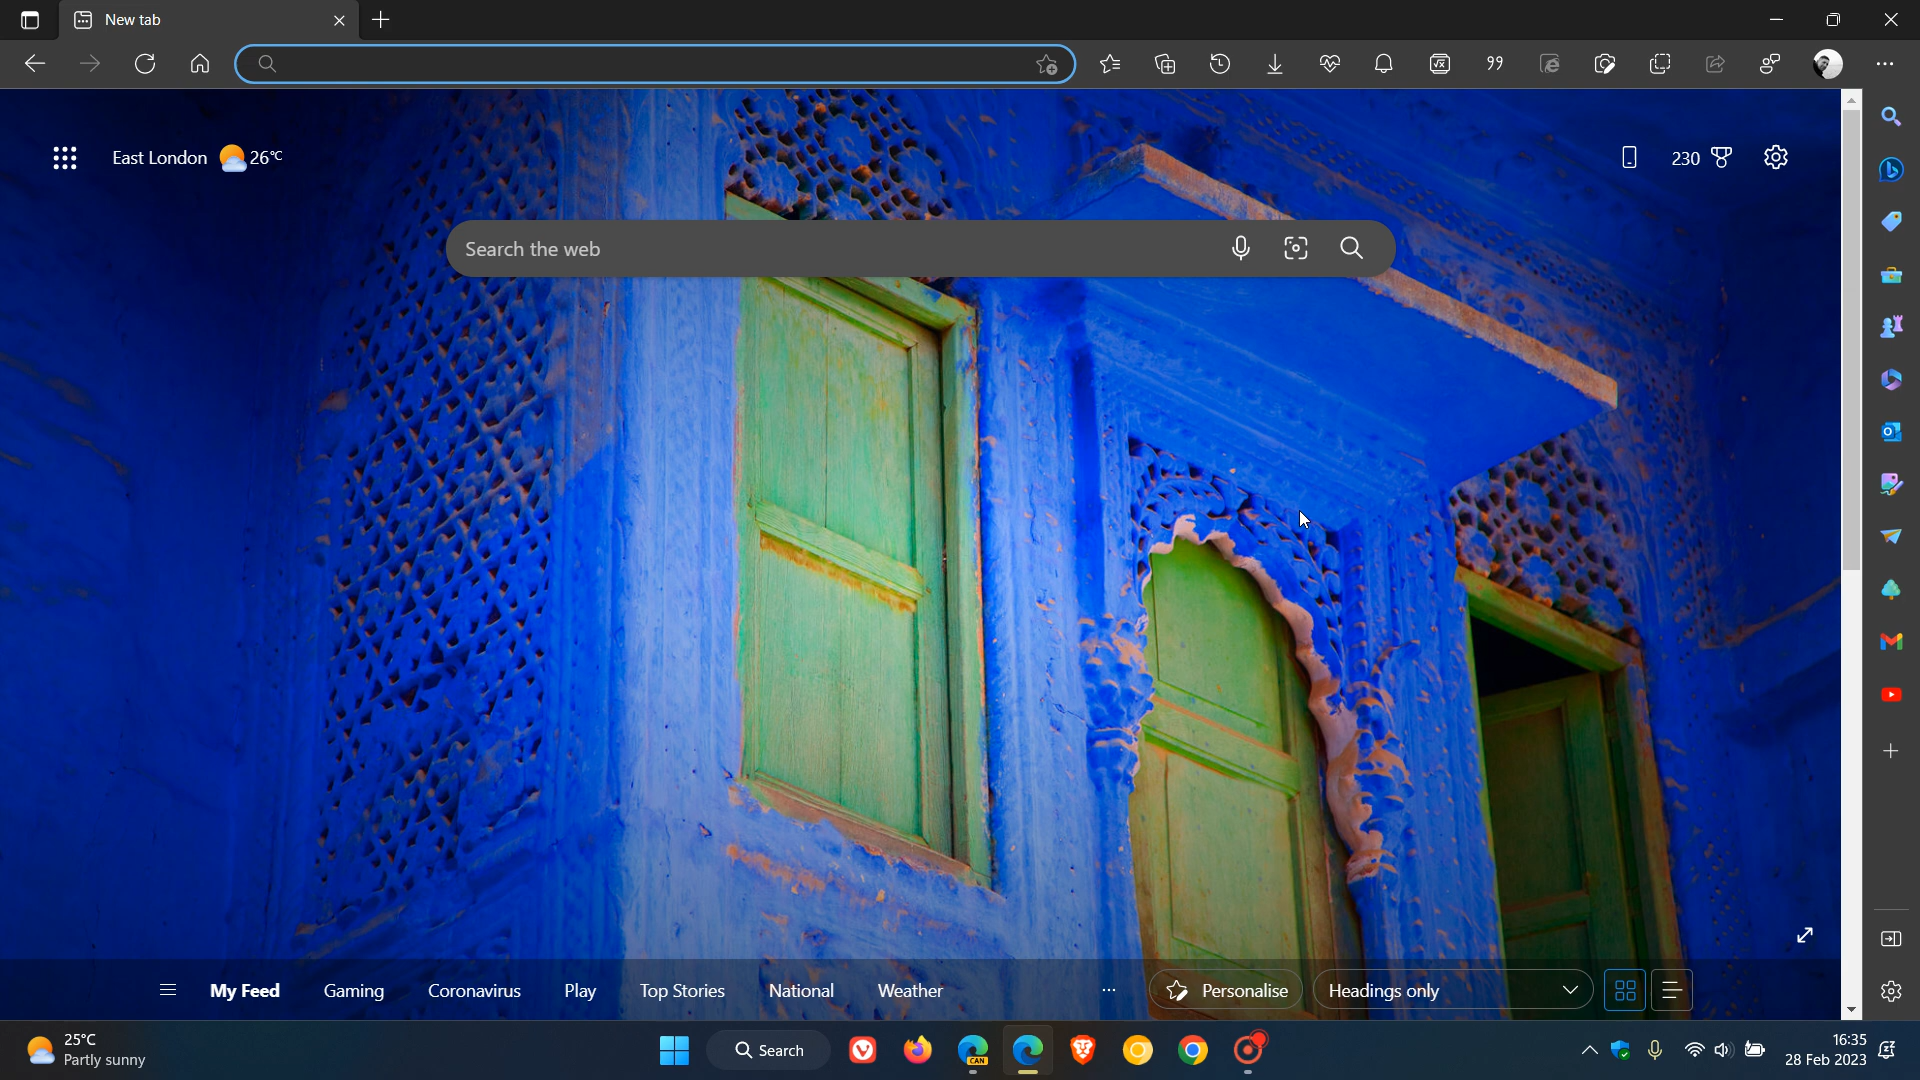 New tab
East London 26°C
230
Search the web
My Feed Gaming Coronavirus Play Top Stories National Weather ... Personalise Headings only
25°C
Partly sunny
Search
CAN
16:35
28 Feb 2023